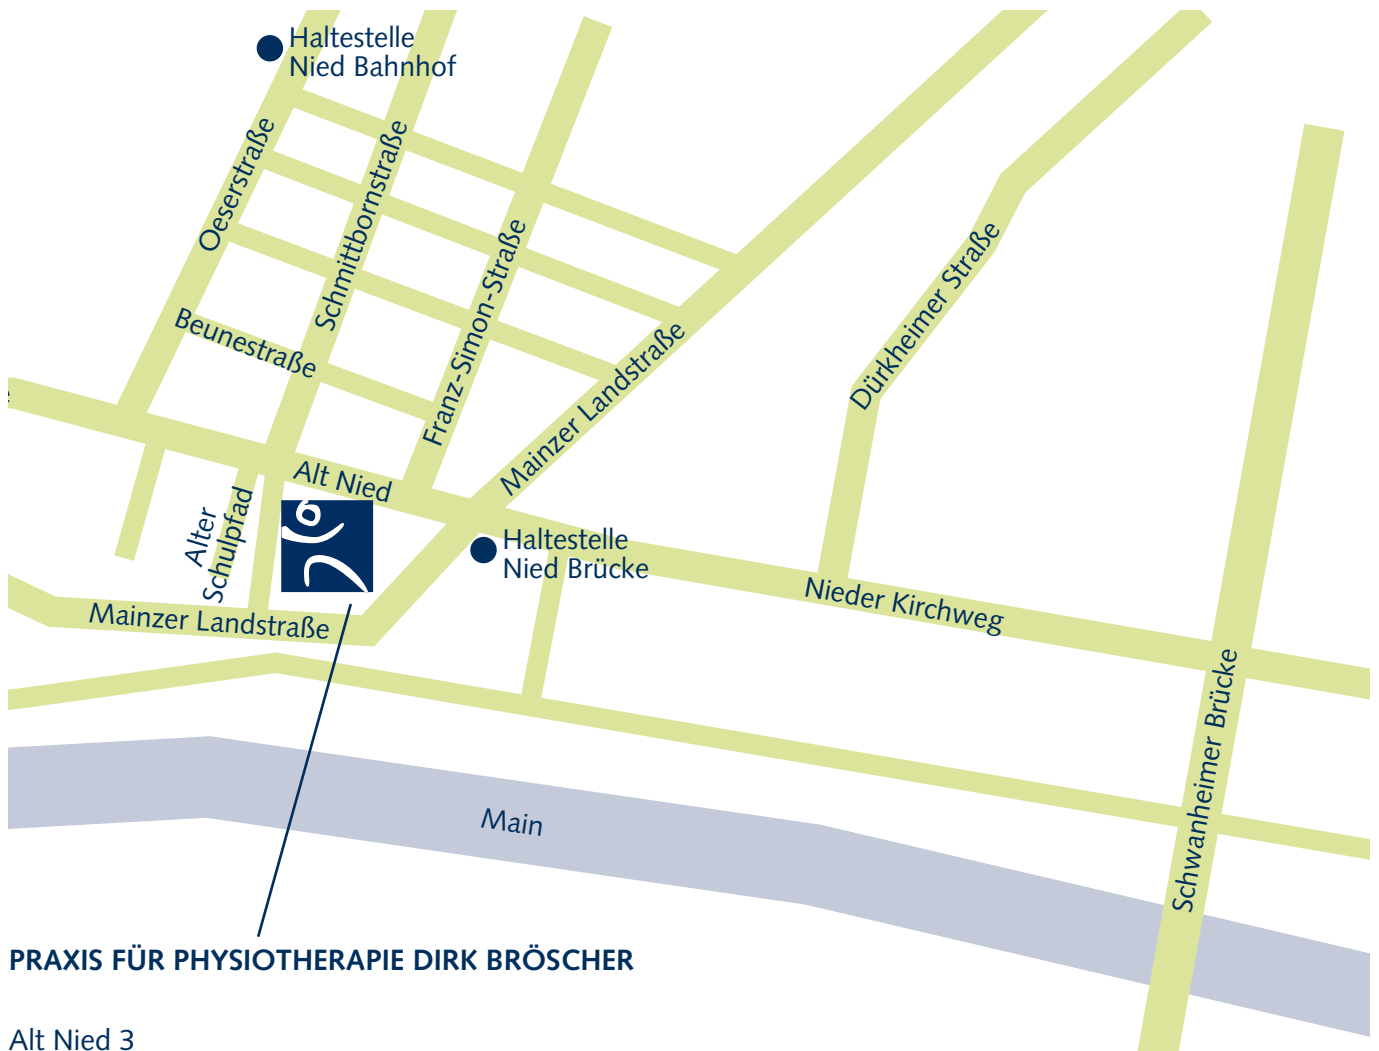 Haltestelle
Nied Bahnhof
Oeserstraße
Schmittbornstraße
Franz-Simon-Straße
Beunestraße
Mainzer Landstraße
Dürkheimer Straße
Alt Nied
Alter
Schulpfad
Haltestelle
Nied Brücke
Nieder Kirchweg
Mainzer Landstraße
Schwanheimer Brücke
Main
PRAXIS FÜR PHYSIOTHERAPIE DIRK BRÖSCHER
Alt Nied 3